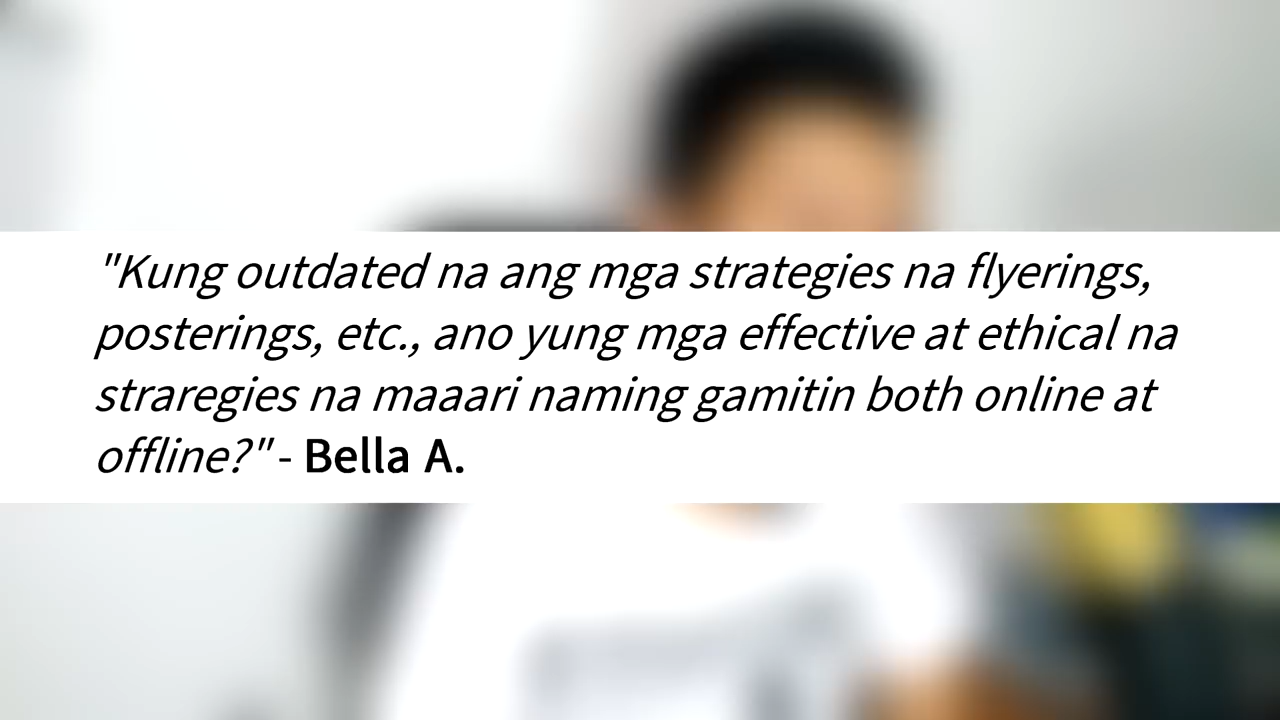 "Kung outdated na ang mga strategies na flyerings,
posterings, etc., ano yung mga effective at ethical na
straregies na maaari naming gamitin both online at
offline?" - Bella A.